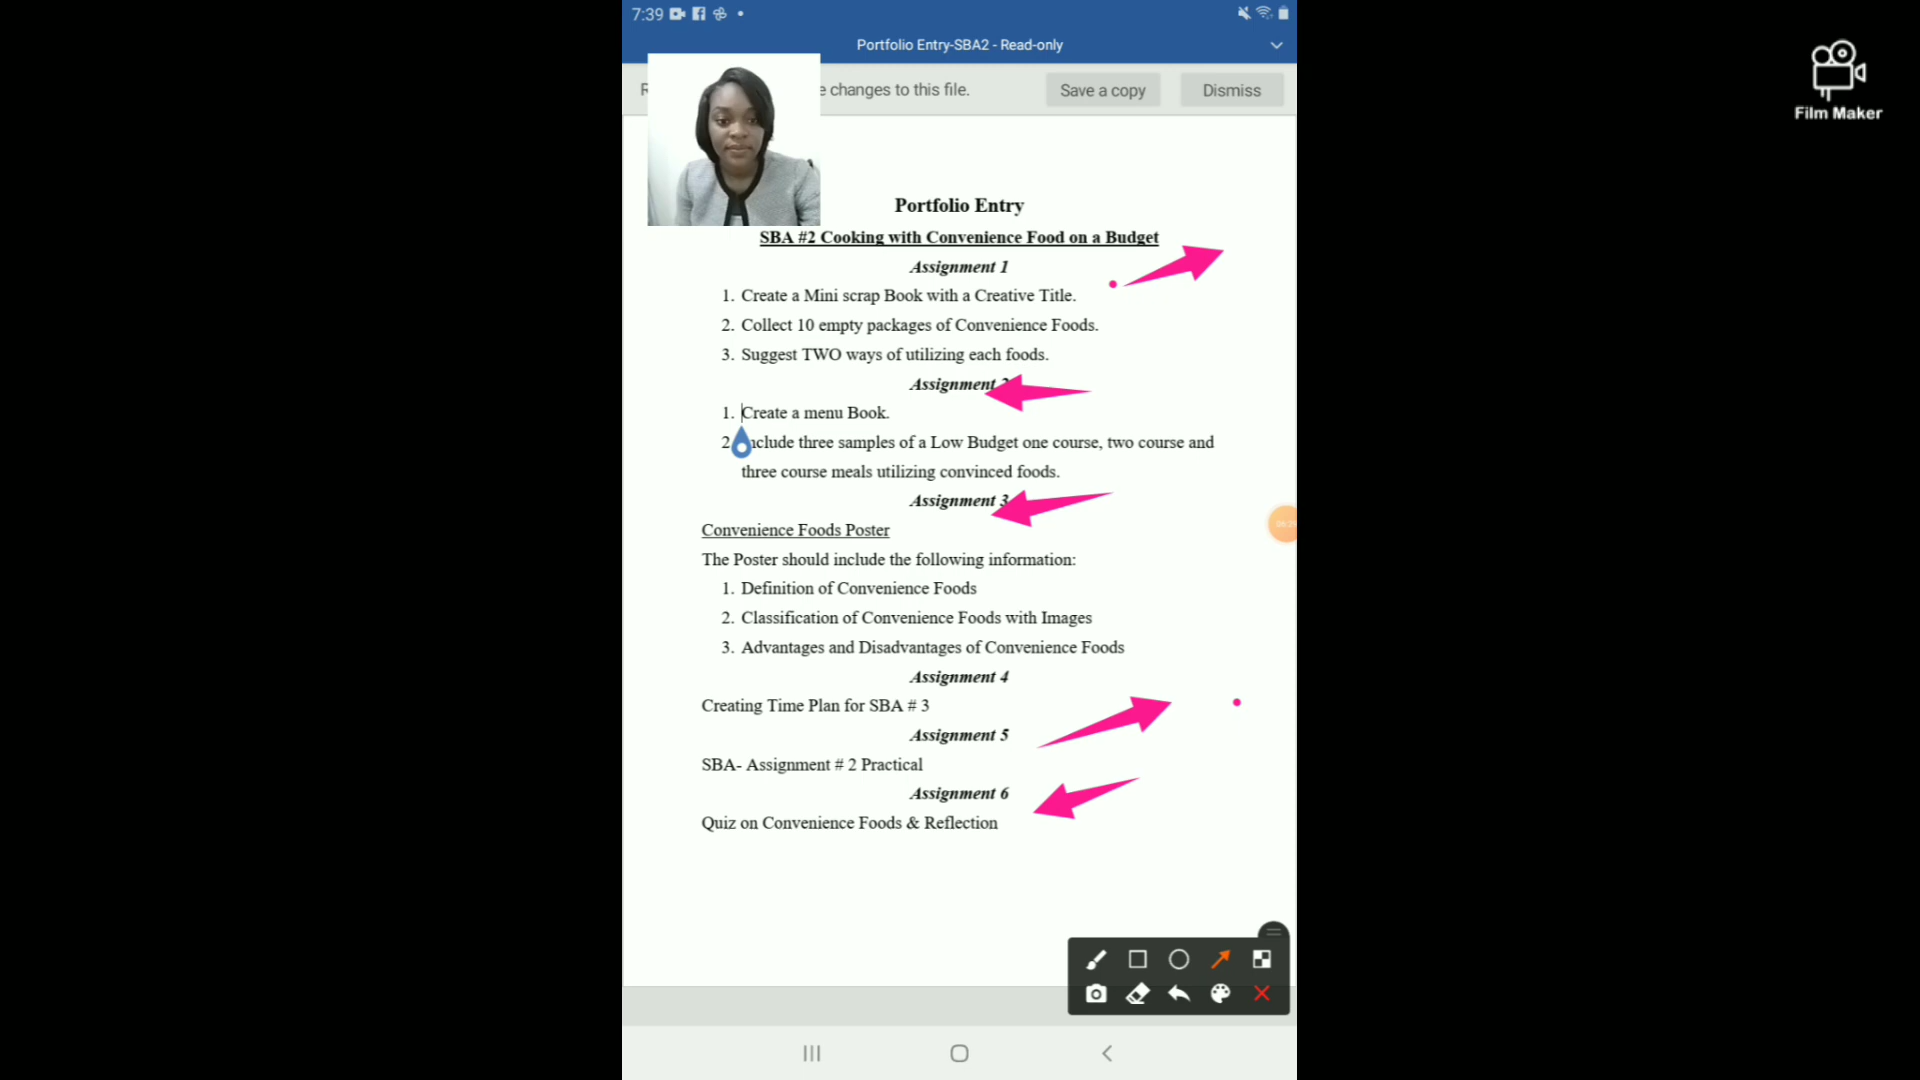 7:39
Portfolio Entry-SBA2 - Read-only
e changes to this file.
Save a copy
Dismiss
Film Maker
Portfolio Entry
SBA #2 Cooking with Convenience Food on a Budget
Assignment 1
1. Create a Mini scrap Book with a Creative Title.
2. Collect 10 empty packages of Convenience Foods.
3. Suggest TWO ways of utilizing each foods.
Assignment
1. Create a menu Book.
2 nclude three samples of a Low Budget one course, two course and
three course meals utilizing convinced foods.
Assignment 3
Convenience Foods Poster
The Poster should include the following information:
1. Definition of Convenience Foods
2. Classification of Convenience Foods with Images
3. Advantages and Disadvantages of Convenience Foods
Assignment 4
Creating Time Plan for SBA # 3
Assignment 5
SBA- Assignment # 2 Practical
Assignment 6
Quiz on Convenience Foods & Reflection